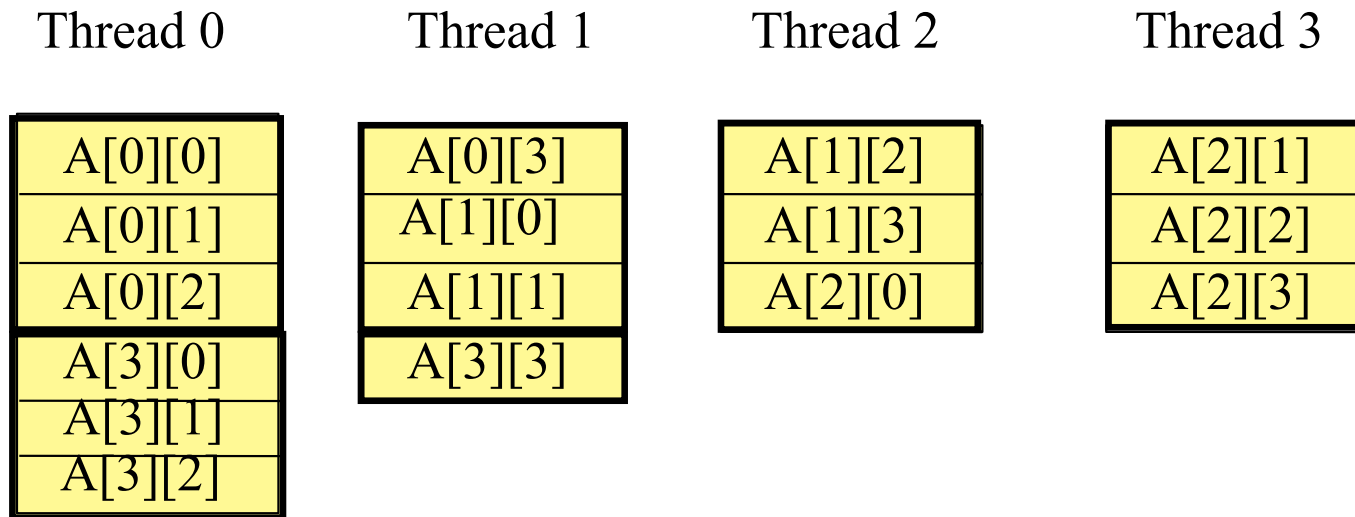 Thread 0 Thread 1 Thread 2 Thread 3
A[0][0] A[0][3] A[1][2] A[2][1]
A[0][1] A[1][0] A[1][3] A[2][2]
A[0][2] A[1][1] A[2][0] A[2][3]
A[3][0] A[3][3]
A[3][1]
A[3][2]